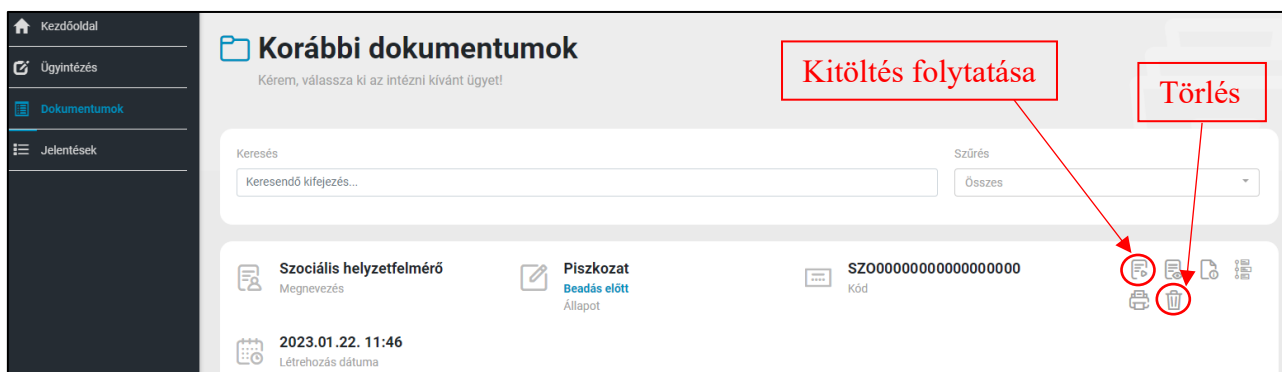 Kezdőoldal
Ügyintézés
Dokumentumok
Jelentések
Korábbi dokumentumok
Kérem, válassza ki az intézni kívánt ügyet!
Kitöltés folytatása
Törlés
Keresés
Keresendő kifejezés...
Szűrés
Összes
Szociális helyzetfelmérő
Megnevezés
Piszkozat
Beadás előtt
Állapot
SZO00000000000000000
Kód
2023.01.22. 11:46
Létrehozás dátuma